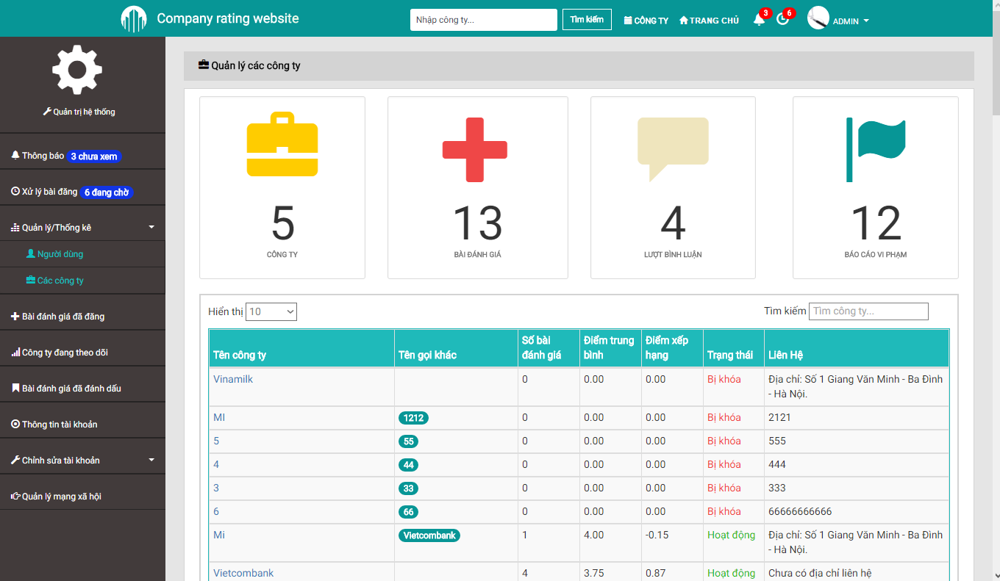 Company rating website
Nhập công ty...
Tìm kiếm
CÔNG TY
TRANG CHỦ
3
6
ADMIN
Quản trị hệ thống
Thông báo 3 chưa xem
Xử lý bài đăng 6 đang chờ
Quản lý/Thống kê
Người dùng
Các công ty
Bài đánh giá đã đăng
Công ty đang theo dõi
Bài đánh giá đã đánh dấu
Thông tin tài khoản
Chỉnh sửa tài khoản
Quản lý mạng xã hội
Quản lý các công ty
5
CÔNG TY
13
BÀI ĐÁNH GIÁ
4
LƯỢT BÌNH LUẬN
12
BÁO CÁO VI PHẠM
Hiển thị 10
Tìm kiếm Tìm công ty...
Số bài Điểm trung Điểm xếp
Tên công ty Tên gọi khác đánh giá bình hạng Trạng thái Liên Hệ
Vinamilk 0 0.00 0.00 Bị khóa Địa chỉ: Số 1 Giang Văn Minh - Ba Đình
- Hà Nội.
MI 1212 0 0.00 0.00 Bị khóa 2121
5 55 0 0.00 0.00 Bị khóa 555
4 44 0 0.00 0.00 Bị khóa 444
3 33 0 0.00 0.00 Bị khóa 333
6 66 0 0.00 0.00 Bị khóa 66666666666
Mi Vietcombank 1 4.00 -0.15 Hoạt động Địa chỉ: Số 1 Giang Văn Minh - Ba Đình
- Hà Nội.
Vietcombank 4 3.75 0.87 Hoạt động Chưa có địa chỉ liên hệ